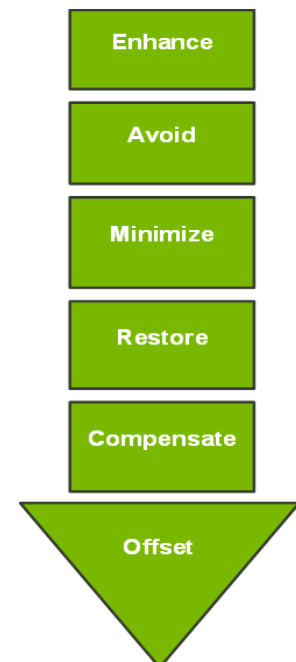 Enhance
Avoid
Minimize
Restore
Compensate
Offset